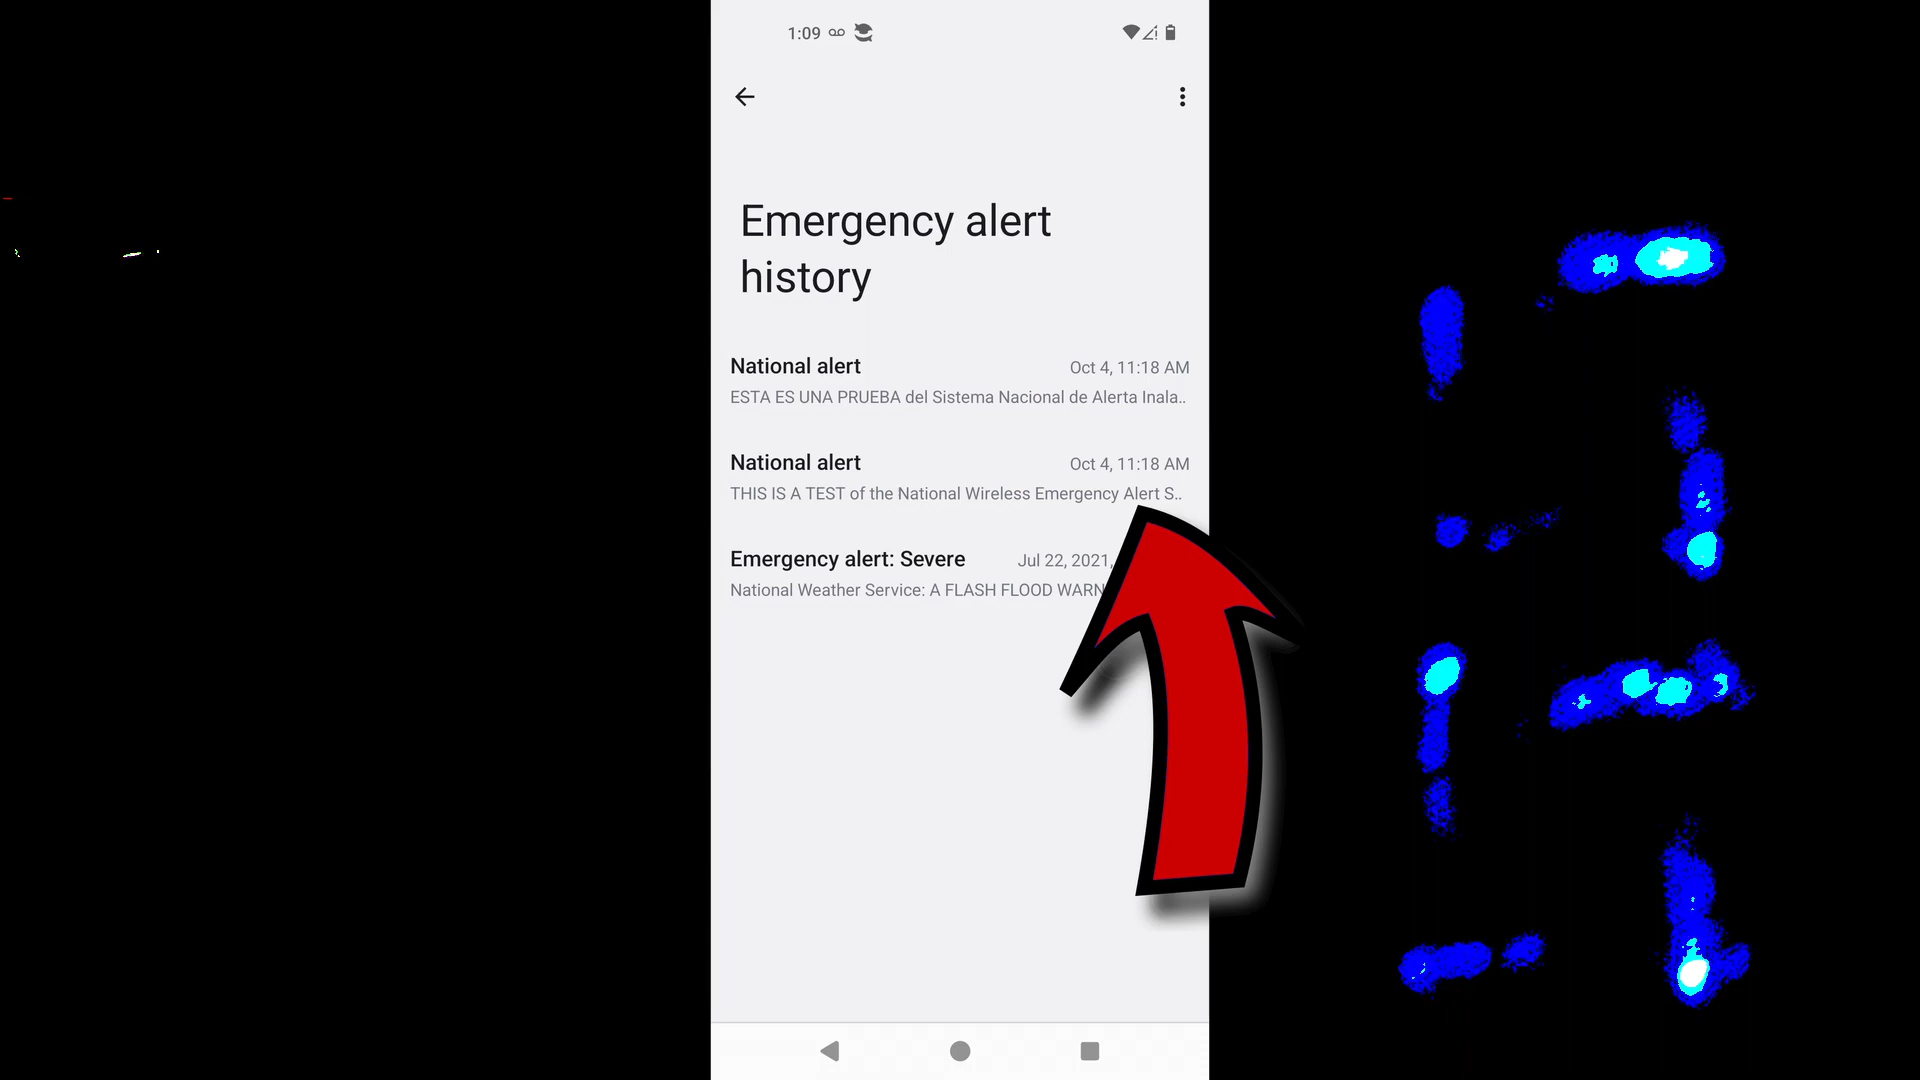 1:09
Emergency alert
history
National alert Oct 4, 11:18 AM
ESTA ES UNA PRUEBA del Sistema Nacional de Alerta Inala..
National alert Oct 4, 11:18 AM
THIS IS A TEST of the National Wireless Emergency Alert S..
Emergency alert: Severe Jul 22, 2021,
National Weather Service: A FLASH FLOOD WARN